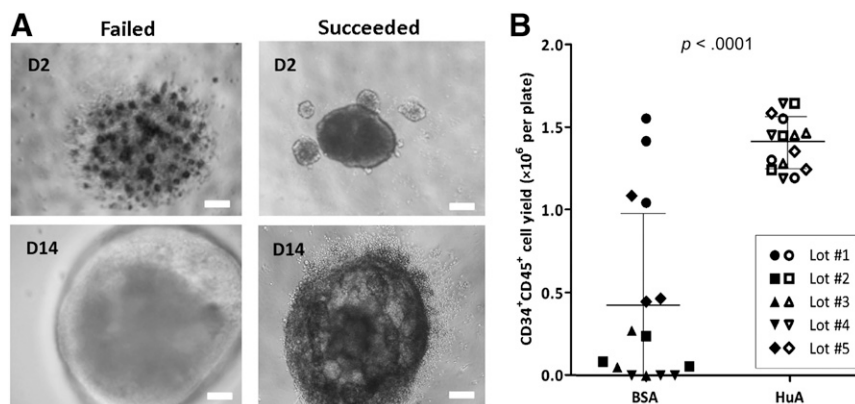 A
Failed
Succeeded
D2
D2
D14
D14
B
p < .0001
CD34⁺CD45⁺ cell yield (×10⁶ per plate)
2.0
1.5
1.0
0.5
0.0
BSA
HuA
Lot #1
Lot #2
Lot #3
Lot #4
Lot #5